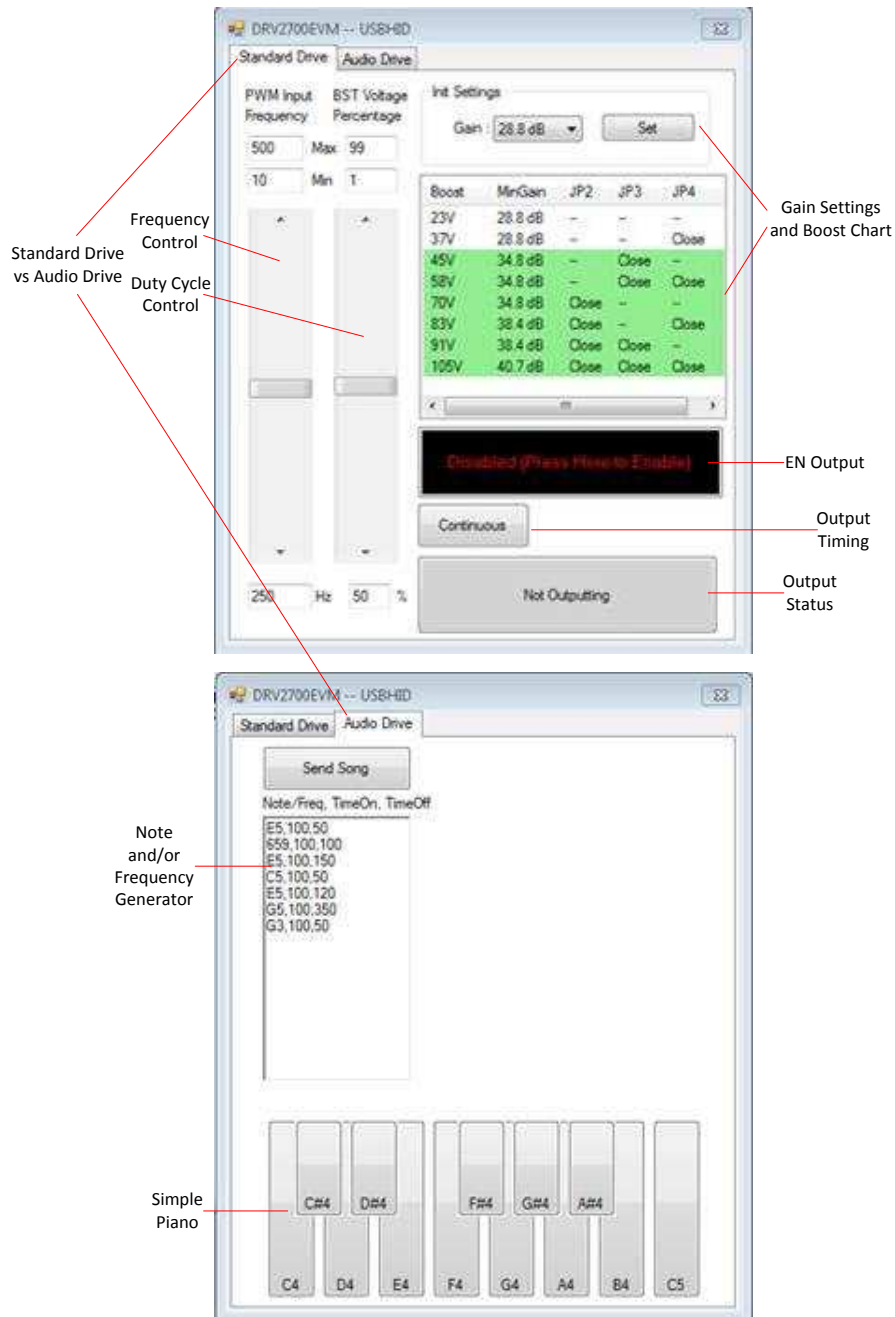 DRV2700EVM -- USBHID
Standard Drive Audio Drive
PWM Input Frequency
BST Voltage Percentage
500 Max 99
10 Min 1
Init Settings
Gain : 28.8 dB Set
Boost MinGain JP2 JP3 JP4
23V 28.8 dB – – –
37V 28.8 dB – – Close
45V 34.8 dB – Close –
58V 34.8 dB – Close Close
70V 34.8 dB Close – –
83V 38.4 dB Close – Close
91V 38.4 dB Close Close –
105V 40.7 dB Close Close Close
Disabled (Press Here to Enable)
Continuous
Not Outputting
250 Hz 50 %
Standard Drive
vs Audio Drive
Frequency
Control
Duty Cycle
Control
Gain Settings
and Boost Chart
EN Output
Output
Timing
Output
Status
DRV2700EVM -- USBHID
Standard Drive Audio Drive
Send Song
Note/Freq, TimeOn, TimeOff
E5,100,50
659,100,100
E5,100,150
C5,100,50
E5,100,120
G5,100,350
G3,100,50
Note
and/or
Frequency
Generator
Simple
Piano
C#4 D#4 F#4 G#4 A#4
C4 D4 E4 F4 G4 A4 B4 C5